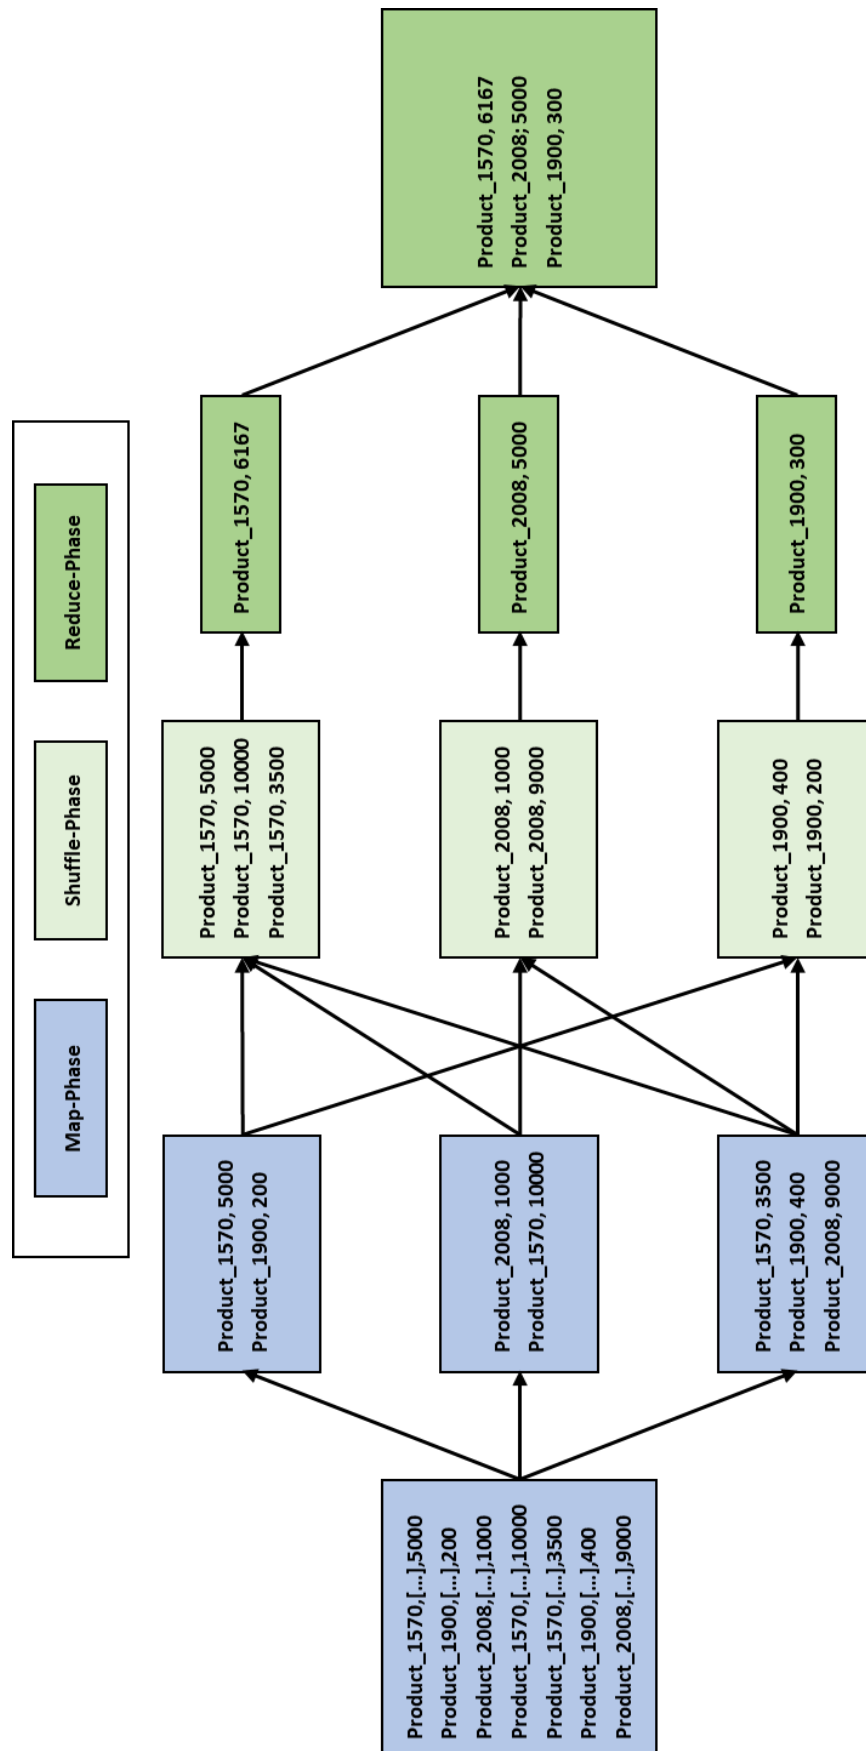 Map-Phase
Shuffle-Phase
Reduce-Phase
Product_1570,[...],5000
Product_1900,[...],200
Product_2008,[...],1000
Product_1570,[...],10000
Product_1570,[...],3500
Product_1900,[...],400
Product_2008,[...],9000
Product_1570, 5000
Product_1900, 200
Product_2008, 1000
Product_1570, 10000
Product_1570, 3500
Product_1900, 400
Product_2008, 9000
Product_1570, 5000
Product_1570, 10000
Product_1570, 3500
Product_2008, 1000
Product_2008, 9000
Product_1900, 400
Product_1900, 200
Product_1570, 6167
Product_2008, 5000
Product_1900, 300
Product_1570, 6167
Product_2008; 5000
Product_1900, 300